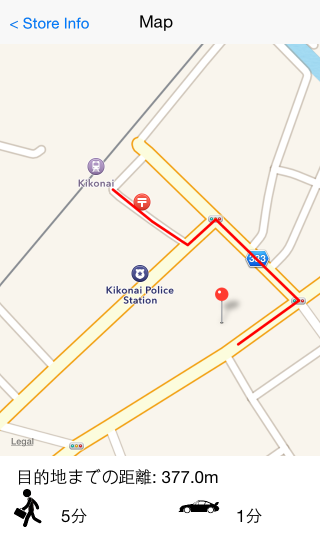 < Store Info
Map
Kikonai
〒
333
Kikonai Police
Station
Legal
目的地までの距離: 377.0m
5分
1分